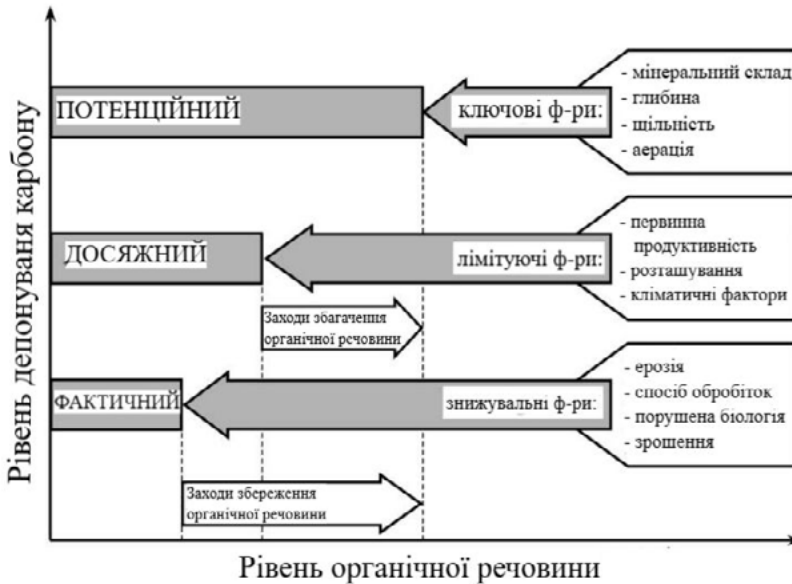 Рівень депонуваня карбону
ПОТЕНЦІЙНИЙ
ключові ф-ри:
- мінеральний склад
- глибина
- щільність
- аерація
ДОСЯЖНИЙ
лімітуючі ф-ри:
- первинна
продуктивність
- розташування
- кліматичні фактори
Заходи збагачення
органічної речовини
ФАКТИЧНИЙ
знижувальні ф-ри:
- ерозія
- спосіб обробіток
- порушена біологія
- зрошення
Заходи збереження
органічної речовини
Рівень органічної речовини